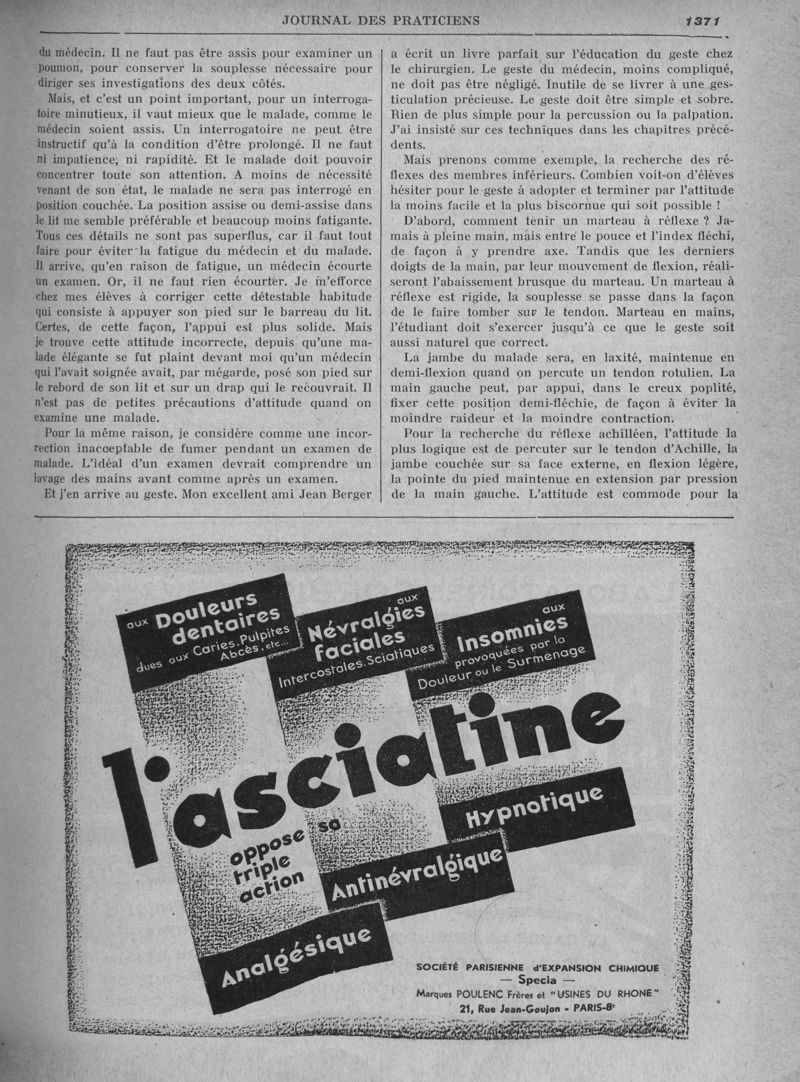 JOURNAL DES PRATICIENS 1371
du médecin. Il ne faut pas être assis pour examiner un
poumon, pour conserver la souplesse nécessaire pour
diriger ses investigations des deux côtés.
Mais, et c'est un point important, pour un interroga-
toire minutieux, il vaut mieux que le malade, comme le
médecin soient assis. Un interrogatoire ne peut être
instructif qu'à la condition d'être prolongé. Il ne faut
ni impatience, ni rapidité. Et le malade doit pouvoir
concentrer toute son attention. A moins de nécessité
venant de son état, le malade ne sera pas interrogé en
position couchée. La position assise ou demi-assise dans
le lit me semble préférable et beaucoup moins fatigante.
Tous ces détails ne sont pas superflus, car il faut tout
faire pour éviter la fatigue du médecin et du malade.
Il arrive, qu'en raison de fatigue, un médecin écourte
un examen. Or, il ne faut rien écourter. Je m'efforce
chez mes élèves à corriger cette détestable habitude
qui consiste à appuyer son pied sur le barreau du lit.
Certes, de cette façon, l'appui est plus solide. Mais
je trouve cette attitude incorrecte, depuis qu'une ma-
lade élégante se fut plaint devant moi qu'un médecin
qui l'avait soignée avait, par mégarde, posé son pied sur
le rebord de son lit et sur un drap qui le recouvrait. Il
n'est pas de petites précautions d'attitude quand on
examine une malade.
Pour la même raison, je considère comme une incor-
rection inacceptable de fumer pendant un examen de
malade. L'idéal d'un examen devrait comprendre un
lavage des mains avant comme après un examen.
Et j'en arrive au geste. Mon excellent ami Jean Berger
a écrit un livre parfait sur l'éducation du geste chez
le chirurgien. Le geste du médecin, moins compliqué,
ne doit pas être négligé. Inutile de se livrer à une ges-
ticulation précieuse. Le geste doit être simple et sobre.
Rien de plus simple pour la percussion ou la palpation.
J'ai insisté sur ces techniques dans les chapitres précé-
dents.
Mais prenons comme exemple, la recherche des ré-
flexes des membres inférieurs. Combien voit-on d'élèves
hésiter pour le geste à adopter et terminer par l'attitude
la moins facile et la plus biscornue qui soit possible !
D'abord, comment tenir un marteau à réflexe ? Ja-
mais à pleine main, mais entre le pouce et l'index fléchi,
de façon à y prendre axe. Tandis que les derniers
doigts de la main, par leur mouvement de flexion, réali-
seront l'abaissement brusque du marteau. Un marteau à
réflexe est rigide, la souplesse se passe dans la façon
de le faire tomber sur le tendon. Marteau en mains,
l'étudiant doit s'exercer jusqu'à ce que le geste soit
aussi naturel que correct.
La jambe du malade sera, en laxité, maintenue en
demi-flexion quand on percute un tendon rotulien. La
main gauche peut, par appui, dans le creux poplité,
fixer cette position demi-fléchie, de façon à éviter la
moindre raideur et la moindre contraction.
Pour la recherche du réflexe achilléen, l'attitude la
plus logique est de percuter sur le tendon d'Achille, la
jambe couchée sur sa face externe, en flexion légère,
la pointe du pied maintenue en extension par pression
de la main gauche. L'attitude est commode pour la
aux Douleurs
dentaires
dues aux Caries, Pulpites
Abcès, etc...
aux
Névralgies
faciales
Intercostales, Sciatiques
aux
Insomnies
provoquées par la
Douleur ou le Surmenage
l'asciatine
oppose sa
triple
action
Hypnotique
Antinévralgique
Analgésique
SOCIÉTÉ PARISIENNE d'EXPANSION CHIMIQUE
— Specia —
Marques POULENC Frères et "USINES DU RHONE"
21, Rue Jean-Goujon - PARIS-8e